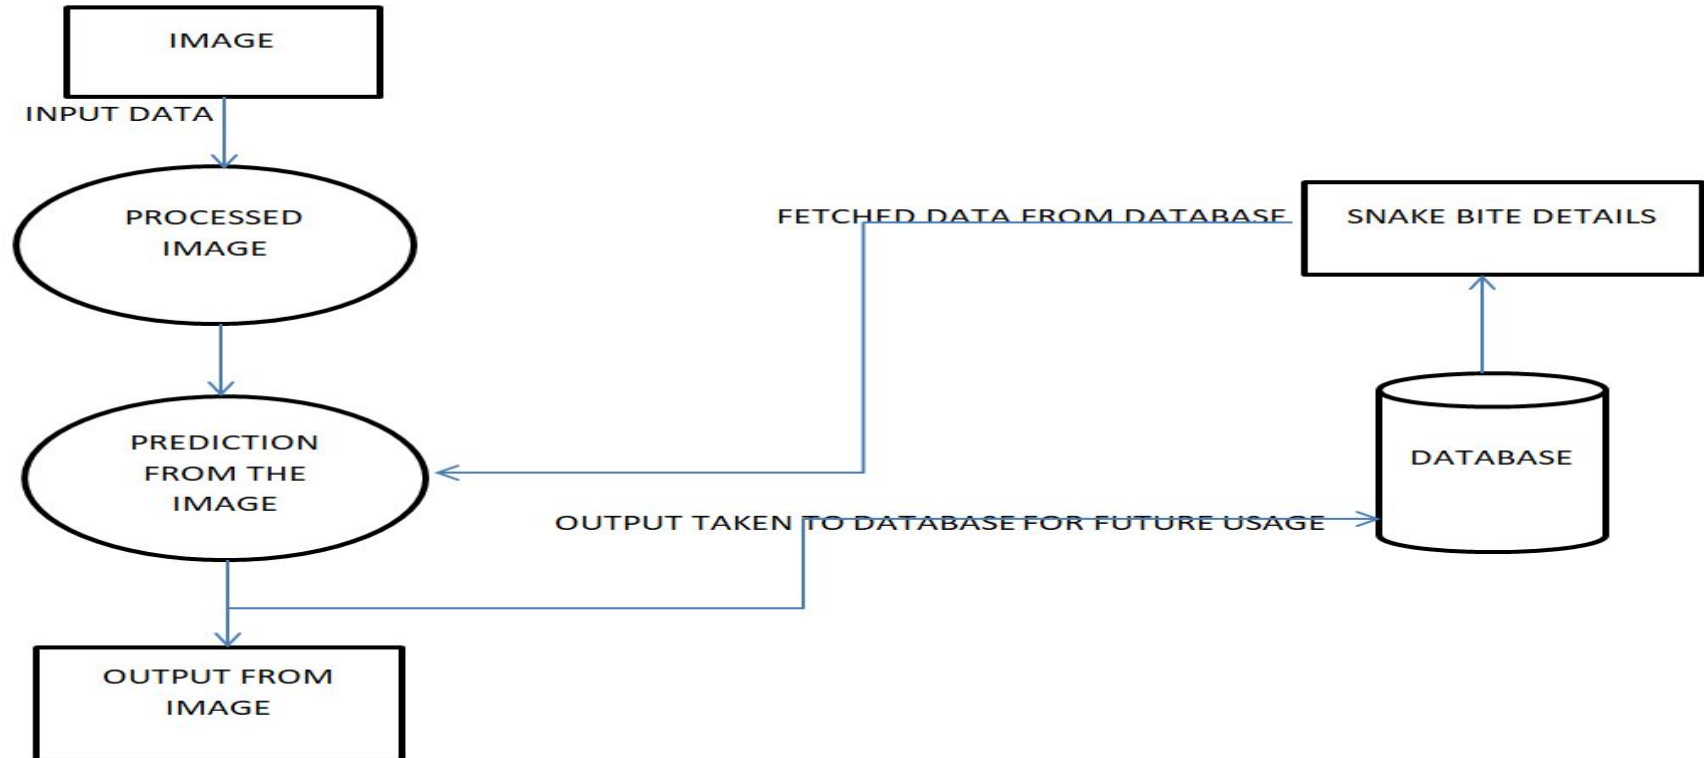 IMAGE
INPUT DATA
PROCESSED
IMAGE
FETCHED DATA FROM DATABASE
SNAKE BITE DETAILS
PREDICTION
FROM THE
IMAGE
DATABASE
OUTPUT TAKEN TO DATABASE FOR FUTURE USAGE
OUTPUT FROM
IMAGE